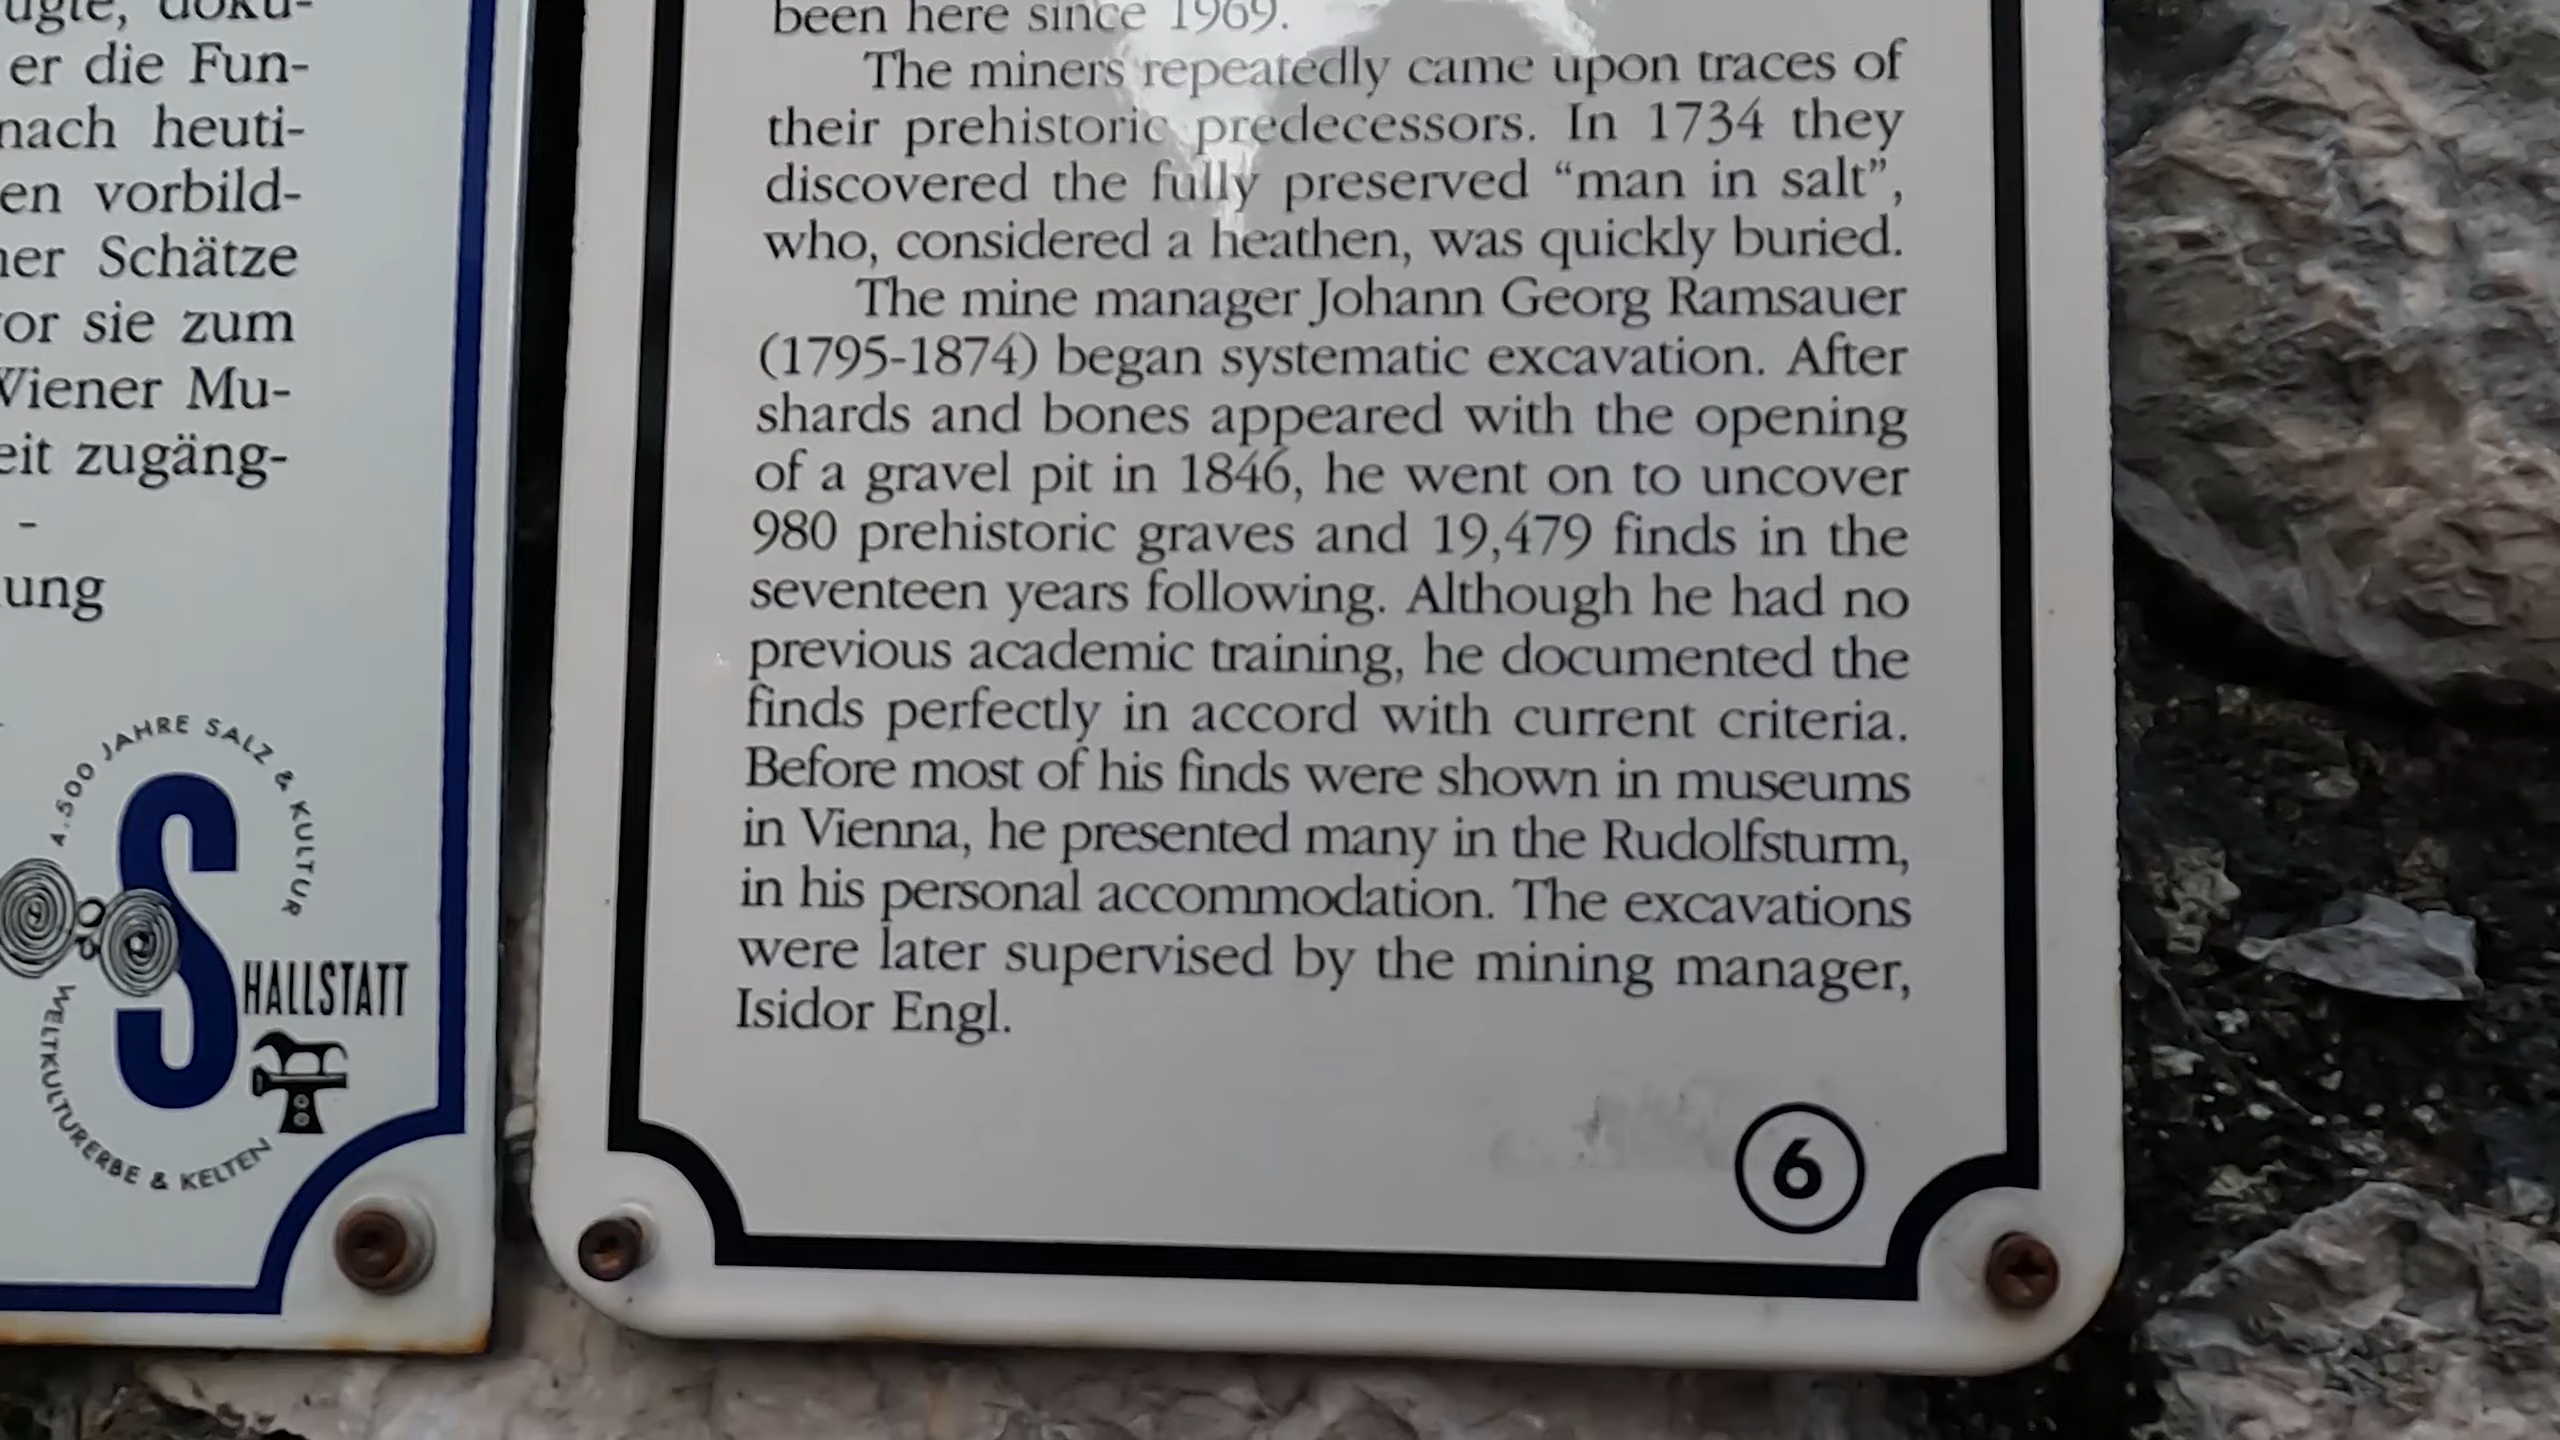 ügte, doku-
er die Fun-
nach heuti-
en vorbild-
ner Schätze
vor sie zum
Wiener Mu-
eit zugäng-
-
ung
4.500 JAHRE SALZ & KULTUR
S
HALLSTATT
WELTKULTURERBE & KELTEN
been here since 1969.
The miners repeatedly came upon traces of
their prehistoric predecessors. In 1734 they
discovered the fully preserved “man in salt”,
who, considered a heathen, was quickly buried.
The mine manager Johann Georg Ramsauer
(1795-1874) began systematic excavation. After
shards and bones appeared with the opening
of a gravel pit in 1846, he went on to uncover
980 prehistoric graves and 19,479 finds in the
seventeen years following. Although he had no
previous academic training, he documented the
finds perfectly in accord with current criteria.
Before most of his finds were shown in museums
in Vienna, he presented many in the Rudolfsturm,
in his personal accommodation. The excavations
were later supervised by the mining manager,
Isidor Engl.
6